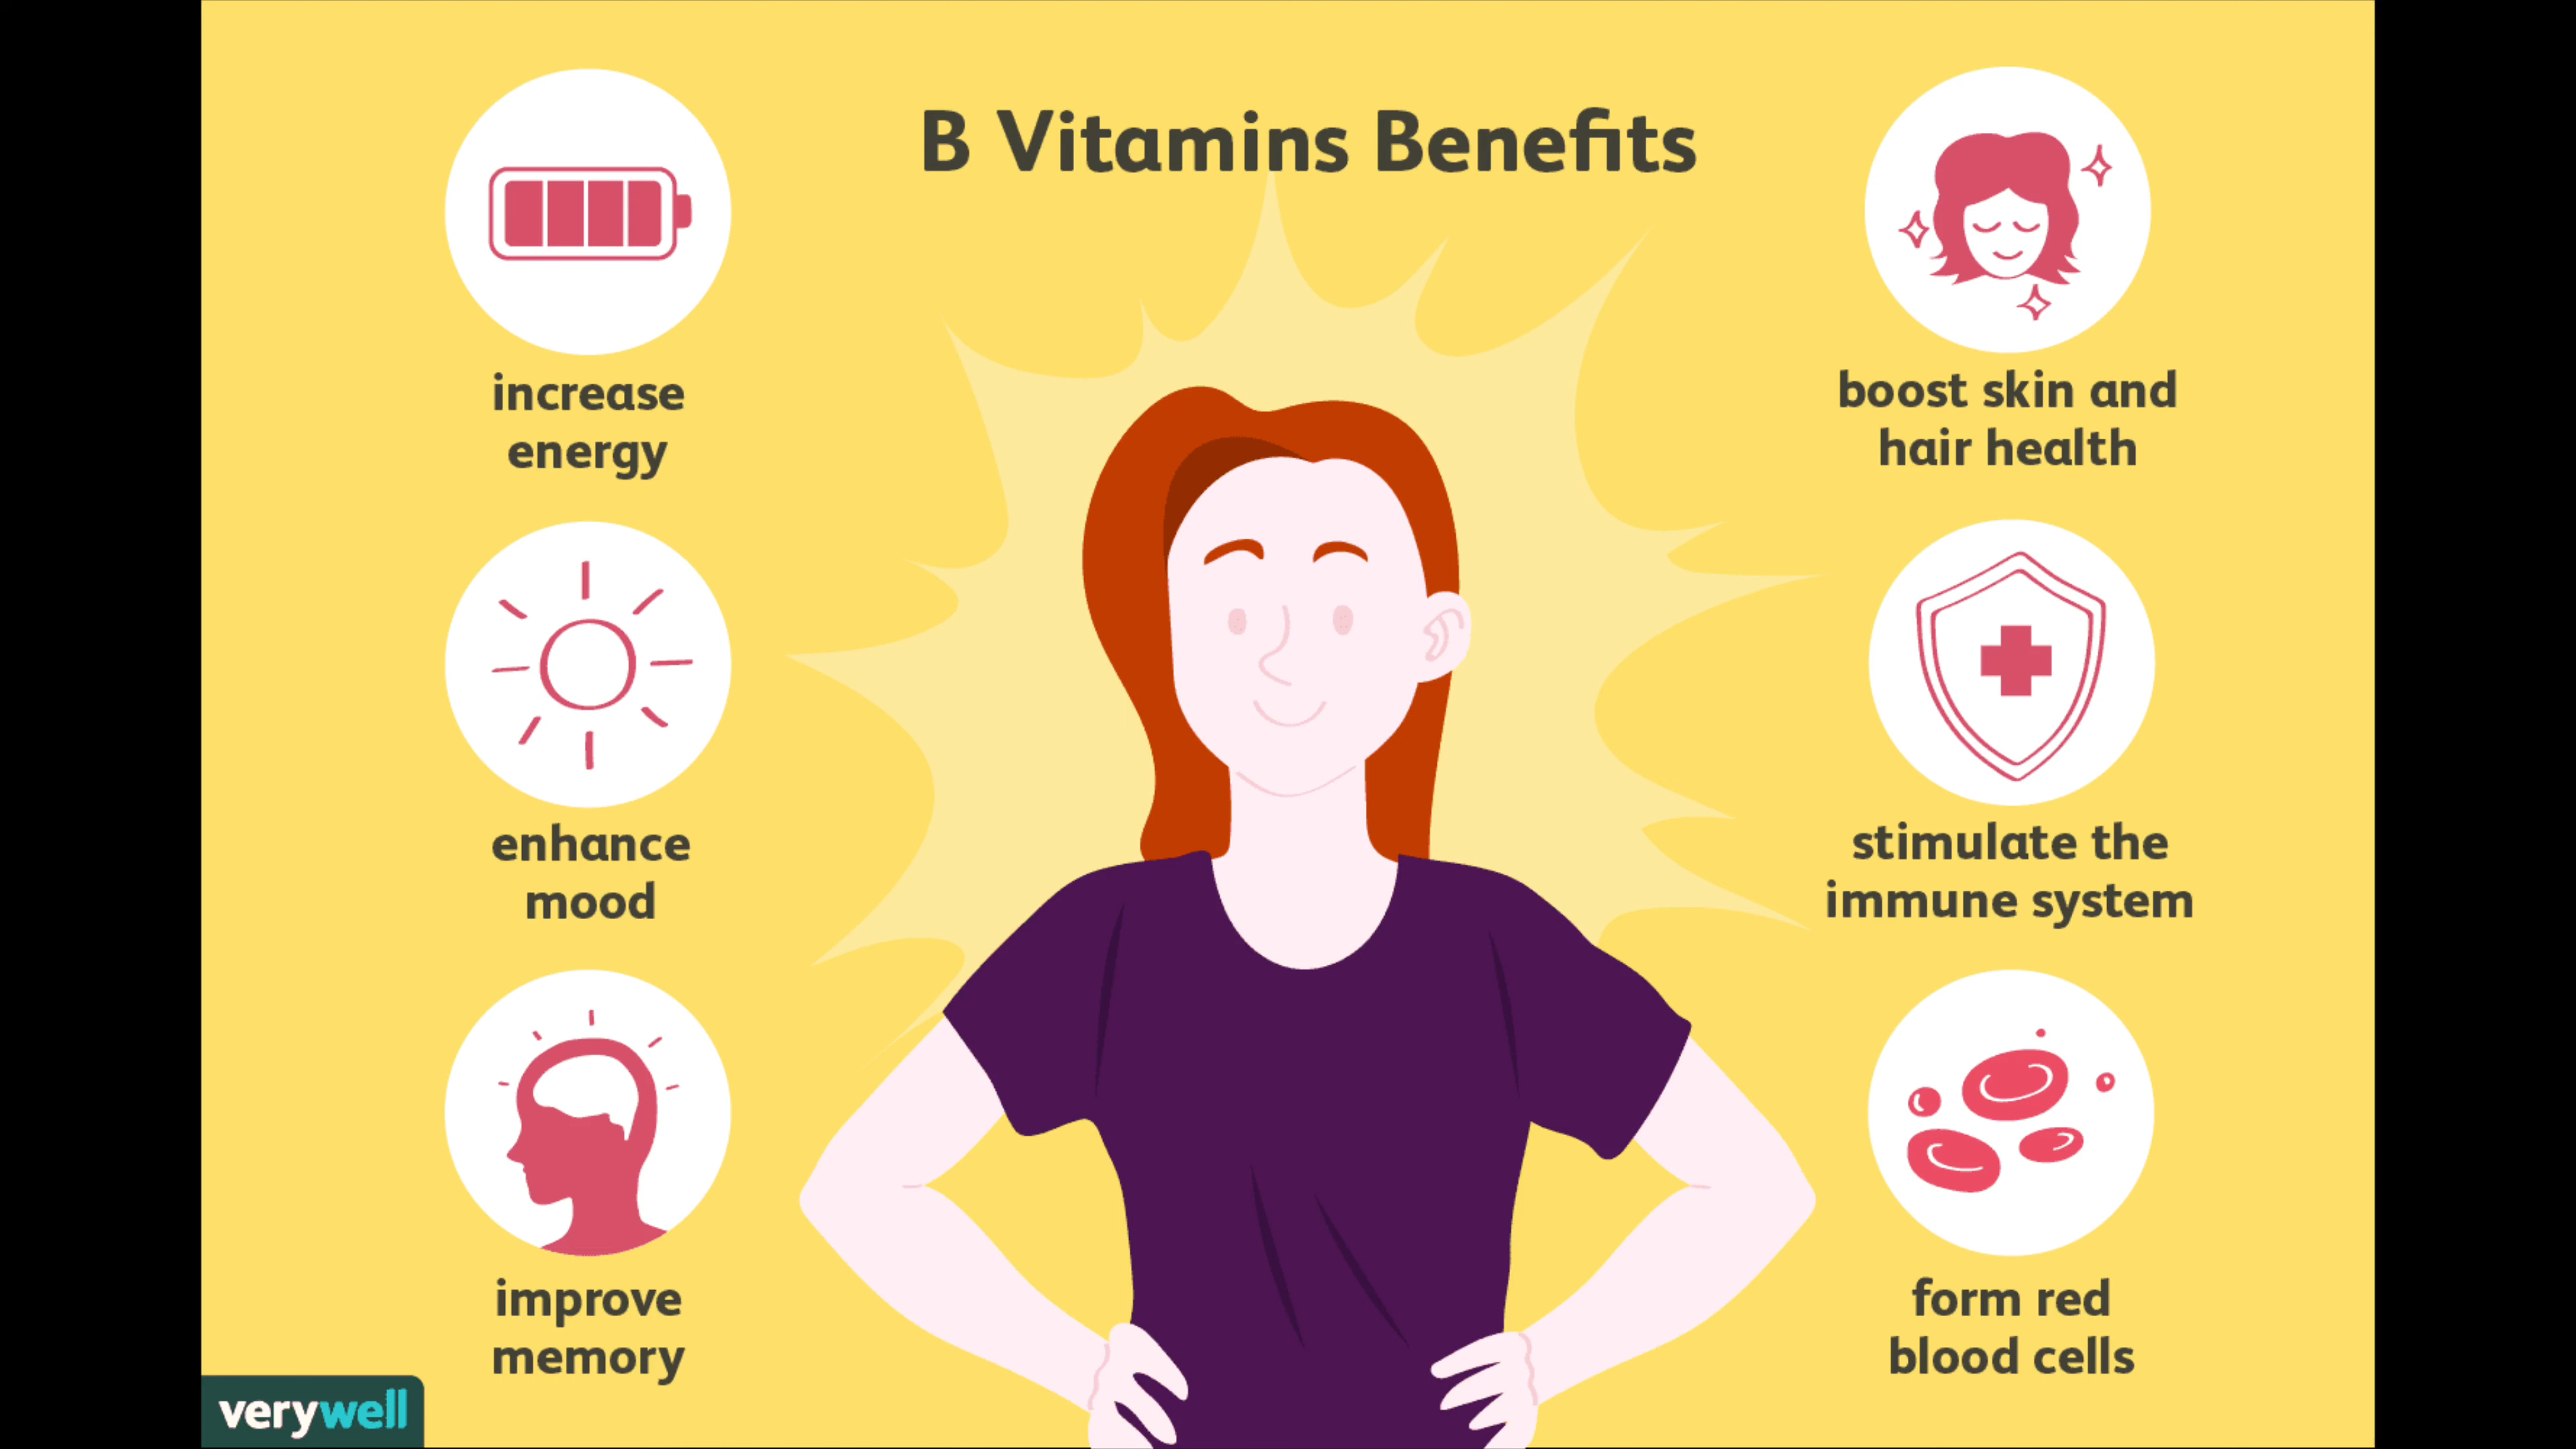 B Vitamins Benefits
increase
energy
enhance
mood
improve
memory
boost skin and
hair health
stimulate the
immune system
form red
blood cells
verywell